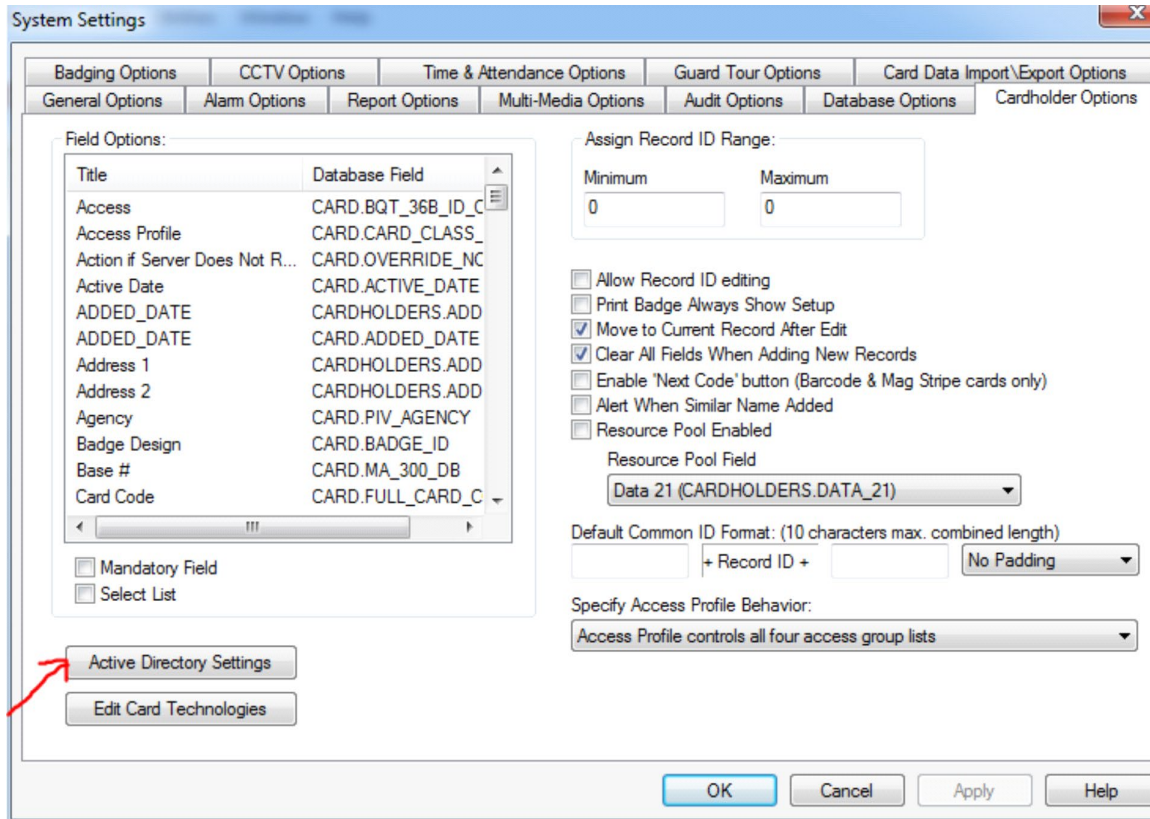 System Settings
Badging Options
CCTV Options
Time & Attendance Options
Guard Tour Options
Card Data Import\Export Options
General Options
Alarm Options
Report Options
Multi-Media Options
Audit Options
Database Options
Cardholder Options
Field Options:
Title Database Field
Access CARD.BQT_36B_ID_C
Access Profile CARD.CARD_CLASS_
Action if Server Does Not R... CARD.OVERRIDE_NC
Active Date CARD.ACTIVE_DATE
ADDED_DATE CARDHOLDERS.ADD
ADDED_DATE CARD.ADDED_DATE
Address 1 CARDHOLDERS.ADD
Address 2 CARDHOLDERS.ADD
Agency CARD.PIV_AGENCY
Badge Design CARD.BADGE_ID
Base # CARD.MA_300_DB
Card Code CARD.FULL_CARD_C
Mandatory Field
Select List
Active Directory Settings
Edit Card Technologies
Assign Record ID Range:
Minimum Maximum
0 0
Allow Record ID editing
Print Badge Always Show Setup
Move to Current Record After Edit
Clear All Fields When Adding New Records
Enable 'Next Code' button (Barcode & Mag Stripe cards only)
Alert When Similar Name Added
Resource Pool Enabled
Resource Pool Field
Data 21 (CARDHOLDERS.DATA_21)
Default Common ID Format: (10 characters max. combined length)
+ Record ID + No Padding
Specify Access Profile Behavior:
Access Profile controls all four access group lists
OK Cancel Apply Help